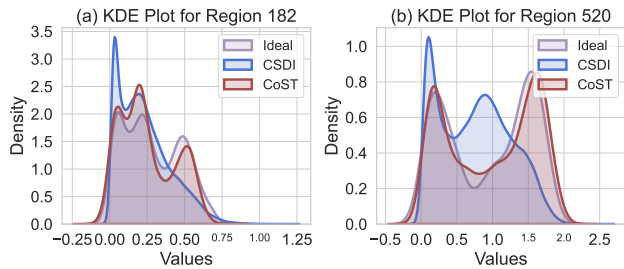 (a) KDE Plot for Region 182
Density
3.5
3.0
2.5
2.0
1.5
1.0
0.5
0.0
Ideal
CSDI
CoST
−0.25 0.00 0.25 0.50 0.75 1.00 1.25
Values
(b) KDE Plot for Region 520
Density
1.0
0.8
0.6
0.4
0.2
0.0
Ideal
CSDI
CoST
−0.5 0.0 0.5 1.0 1.5 2.0 2.5
Values